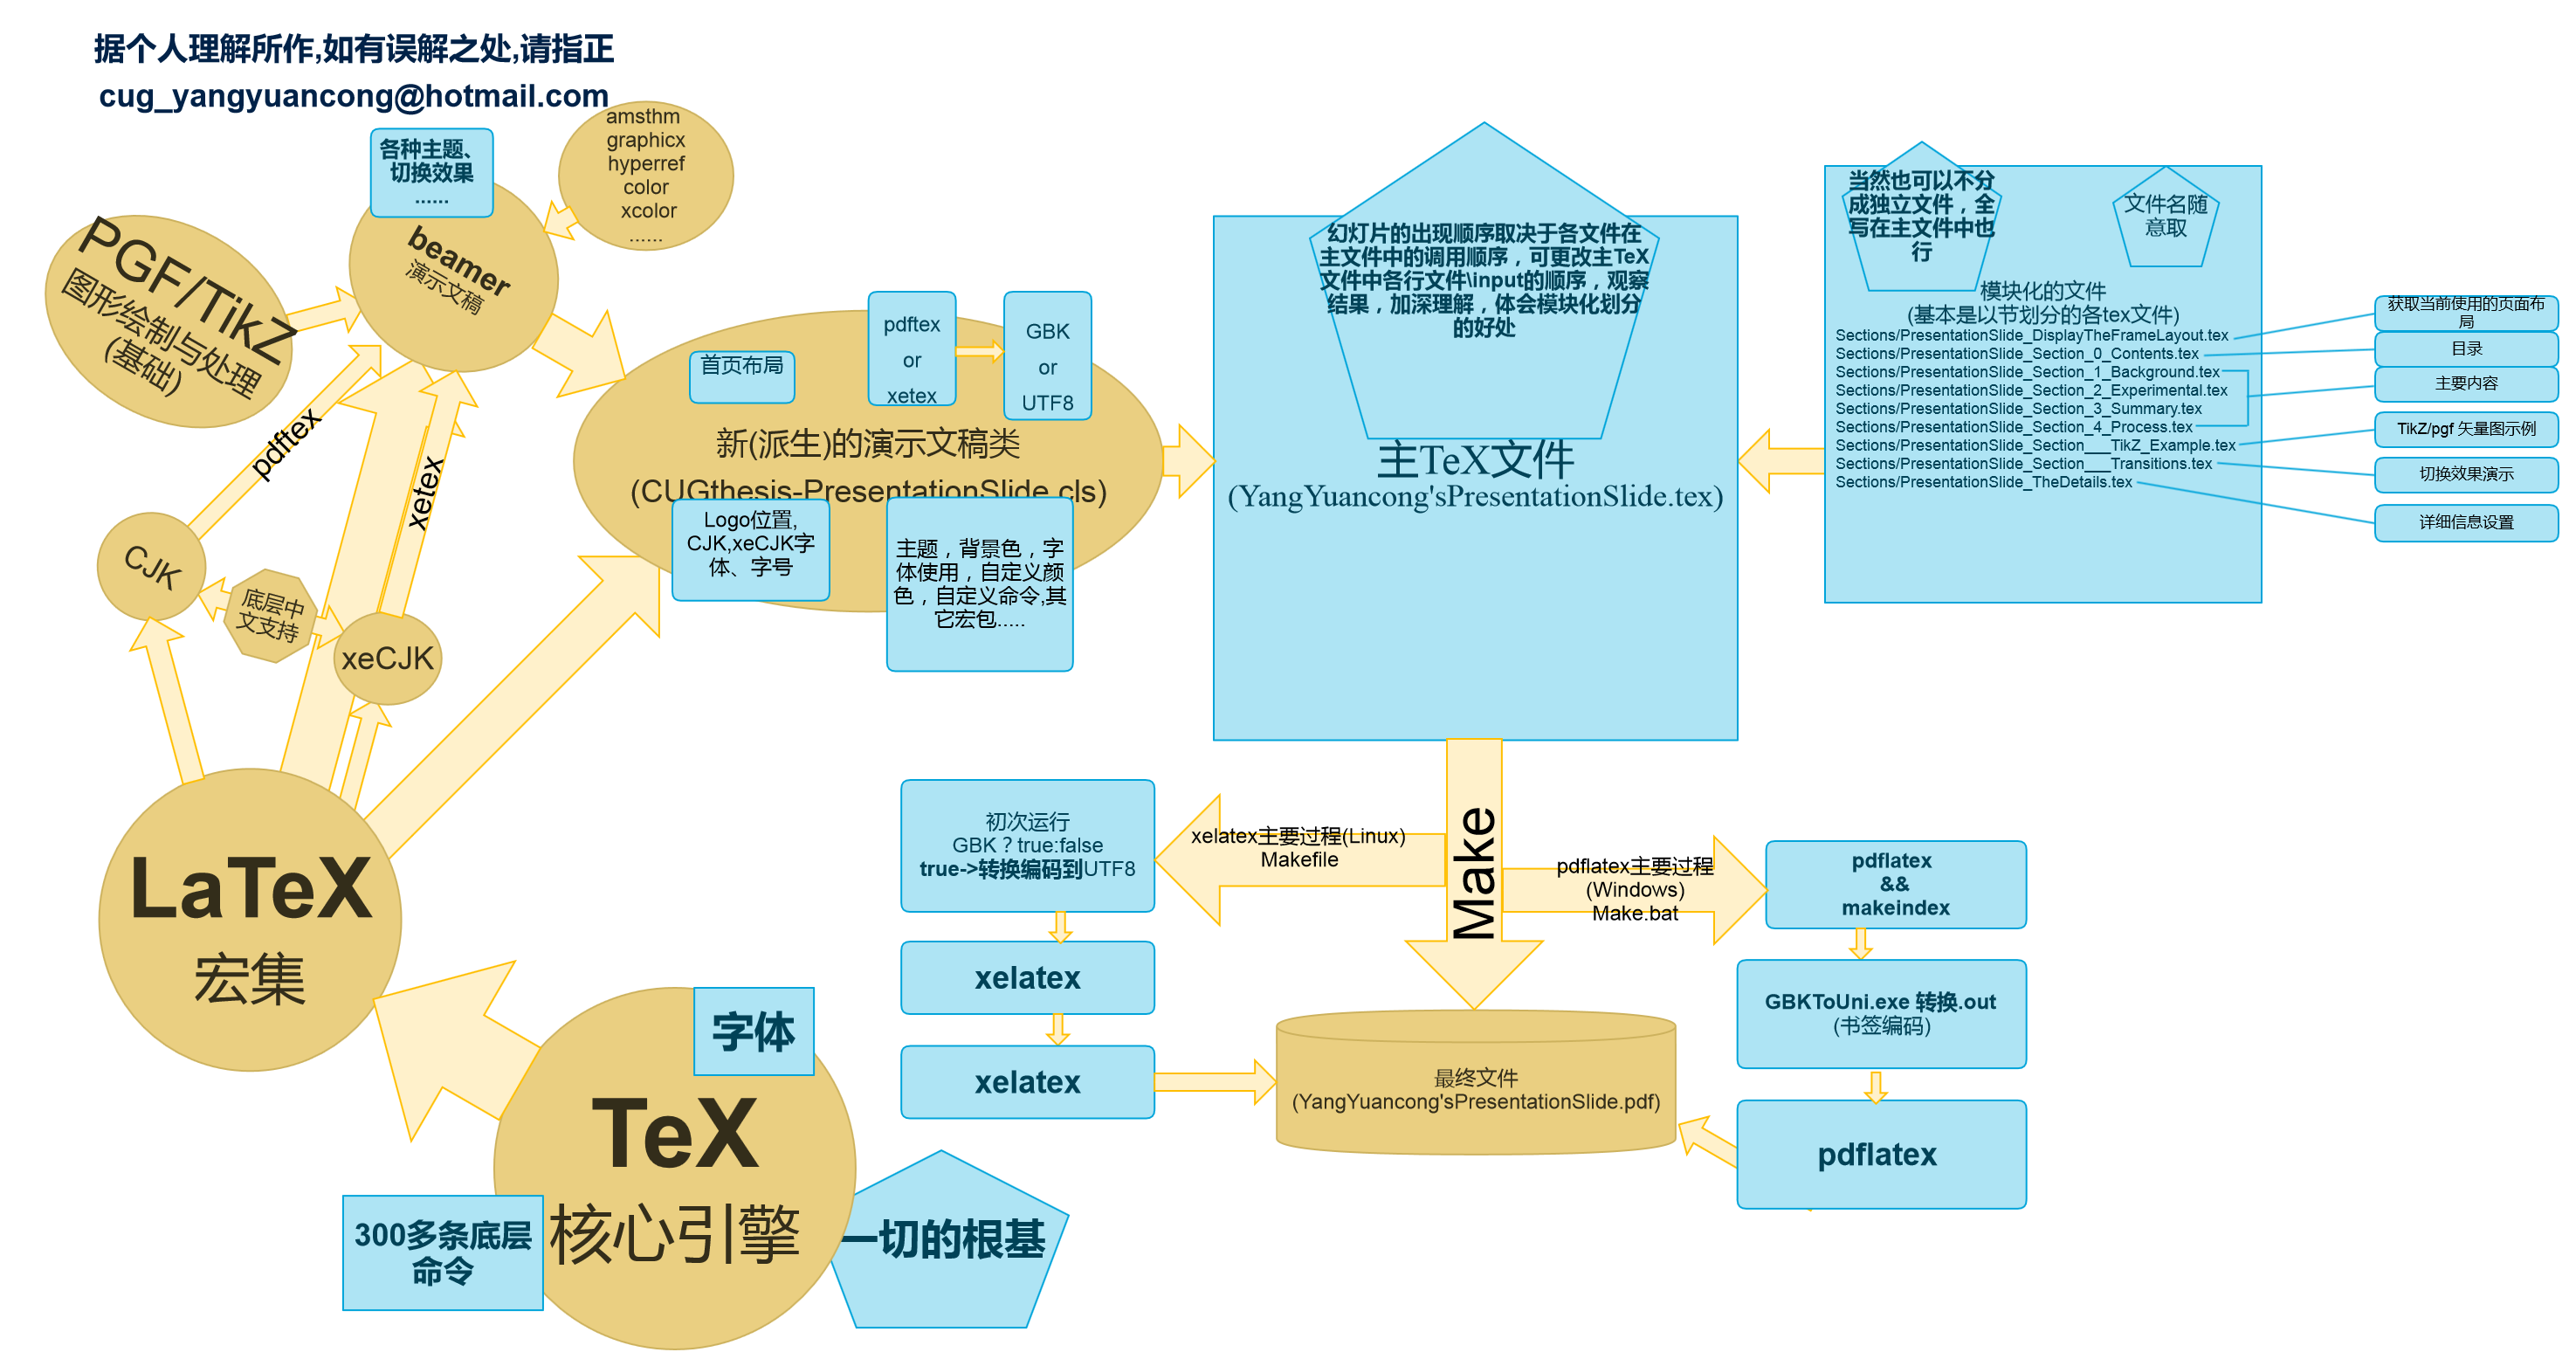 据个人理解所作,如有误解之处,请指正
cug_yangyuancong@hotmail.com
amsthm
graphicx
hyperref
color
xcolor
......
各种主题、
切换效果
......
beamer
演示文稿
PGF/TikZ
图形绘制与处理
(基础)
pdftex
xetex
CJK
底层中
文支持
xeCJK
LaTeX
宏集
字体
TeX
核心引擎
300多条底层
命令
一切的根基
首页布局
pdftex
or
xetex
GBK
or
UTF8
新(派生)的演示文稿类
(CUGthesis-PresentationSlide.cls)
Logo位置,
CJK,xeCJK字
体、字号
主题，背景色，字
体使用，自定义颜
色，自定义命令,其
它宏包.....
幻灯片的出现顺序取决于各文件在
主文件中的调用顺序，可更改主TeX
文件中各行文件\input的顺序，观察
结果，加深理解，体会模块化划分
的好处
主TeX文件
(YangYuancong'sPresentationSlide.tex)
当然也可以不分
成独立文件，全
写在主文件中也
行
文件名随
意取
模块化的文件
(基本是以节划分的各tex文件)
Sections/PresentationSlide_DisplayTheFrameLayout.tex
Sections/PresentationSlide_Section_0_Contents.tex
Sections/PresentationSlide_Section_1_Background.tex
Sections/PresentationSlide_Section_2_Experimental.tex
Sections/PresentationSlide_Section_3_Summary.tex
Sections/PresentationSlide_Section_4_Process.tex
Sections/PresentationSlide_Section___TikZ_Example.tex
Sections/PresentationSlide_Section___Transitions.tex
Sections/PresentationSlide_TheDetails.tex
获取当前使用的页面布
局
目录
主要内容
TikZ/pgf 矢量图示例
切换效果演示
详细信息设置
Make
xelatex主要过程(Linux)
Makefile
初次运行
GBK？true:false
true->转换编码到UTF8
xelatex
xelatex
pdflatex主要过程
(Windows)
Make.bat
pdflatex
&&
makeindex
GBKToUni.exe 转换.out
(书签编码)
pdflatex
最终文件
(YangYuancong'sPresentationSlide.pdf)